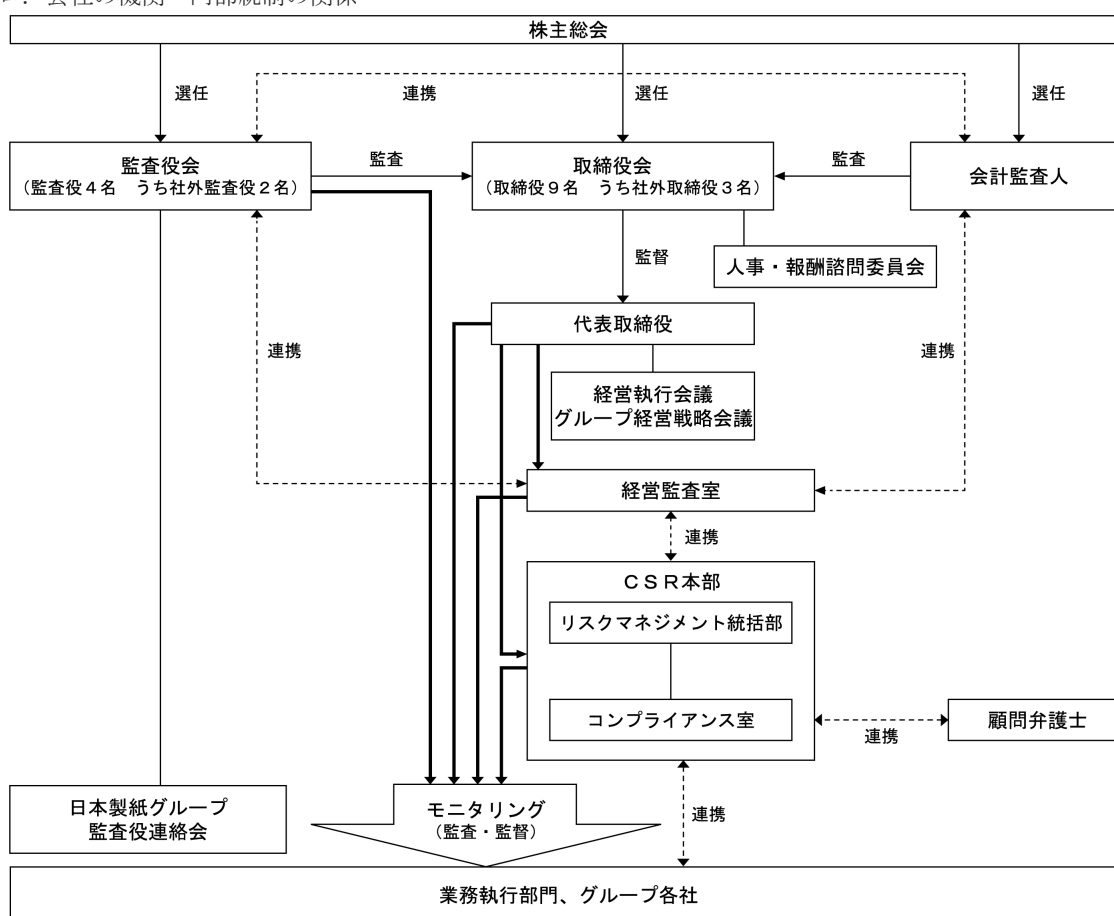 株主総会
選任
連携
選任
選任
監査役会
(監査役4名　うち社外監査役2名)
監査
取締役会
(取締役9名　うち社外取締役3名)
監査
会計監査人
監督
人事・報酬諮問委員会
代表取締役
連携
連携
経営執行会議
グループ経営戦略会議
経営監査室
連携
CSR本部
リスクマネジメント統括部
コンプライアンス室
連携
顧問弁護士
日本製紙グループ
監査役連絡会
モニタリング
(監査・監督)
連携
業務執行部門、グループ各社